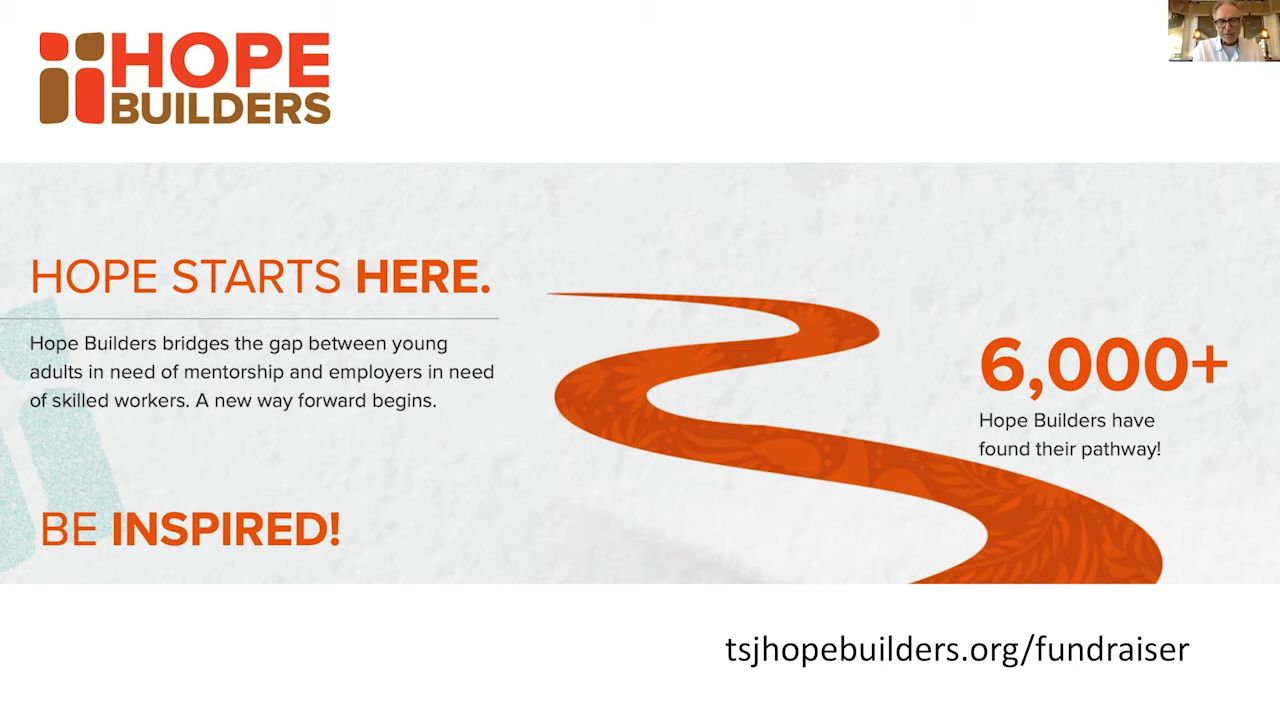 HOPE
BUILDERS
HOPE STARTS HERE.
Hope Builders bridges the gap between young
adults in need of mentorship and employers in need
of skilled workers. A new way forward begins.
6,000+
Hope Builders have
found their pathway!
BE INSPIRED!
tsjhopebuilders.org/fundraiser